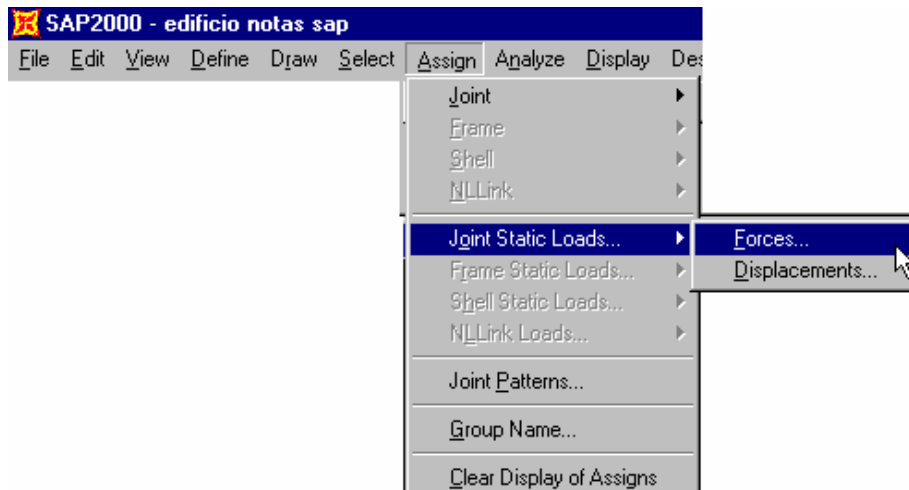 SAP2000 - edificio notas sap
File Edit View Define Draw Select Assign Analyze Display Des
Joint
Frame
Shell
NLLink
Joint Static Loads... Forces...
Frame Static Loads... Displacements...
Shell Static Loads...
NLLink Loads...
Joint Patterns...
Group Name...
Clear Display of Assigns